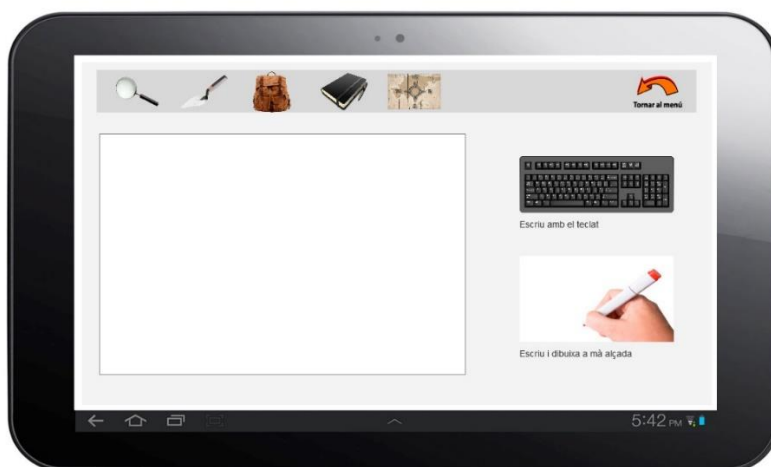 Tornar al menú
Escriu amb el teclat
Escriu i dibuixa a mà alçada
5:42 PM